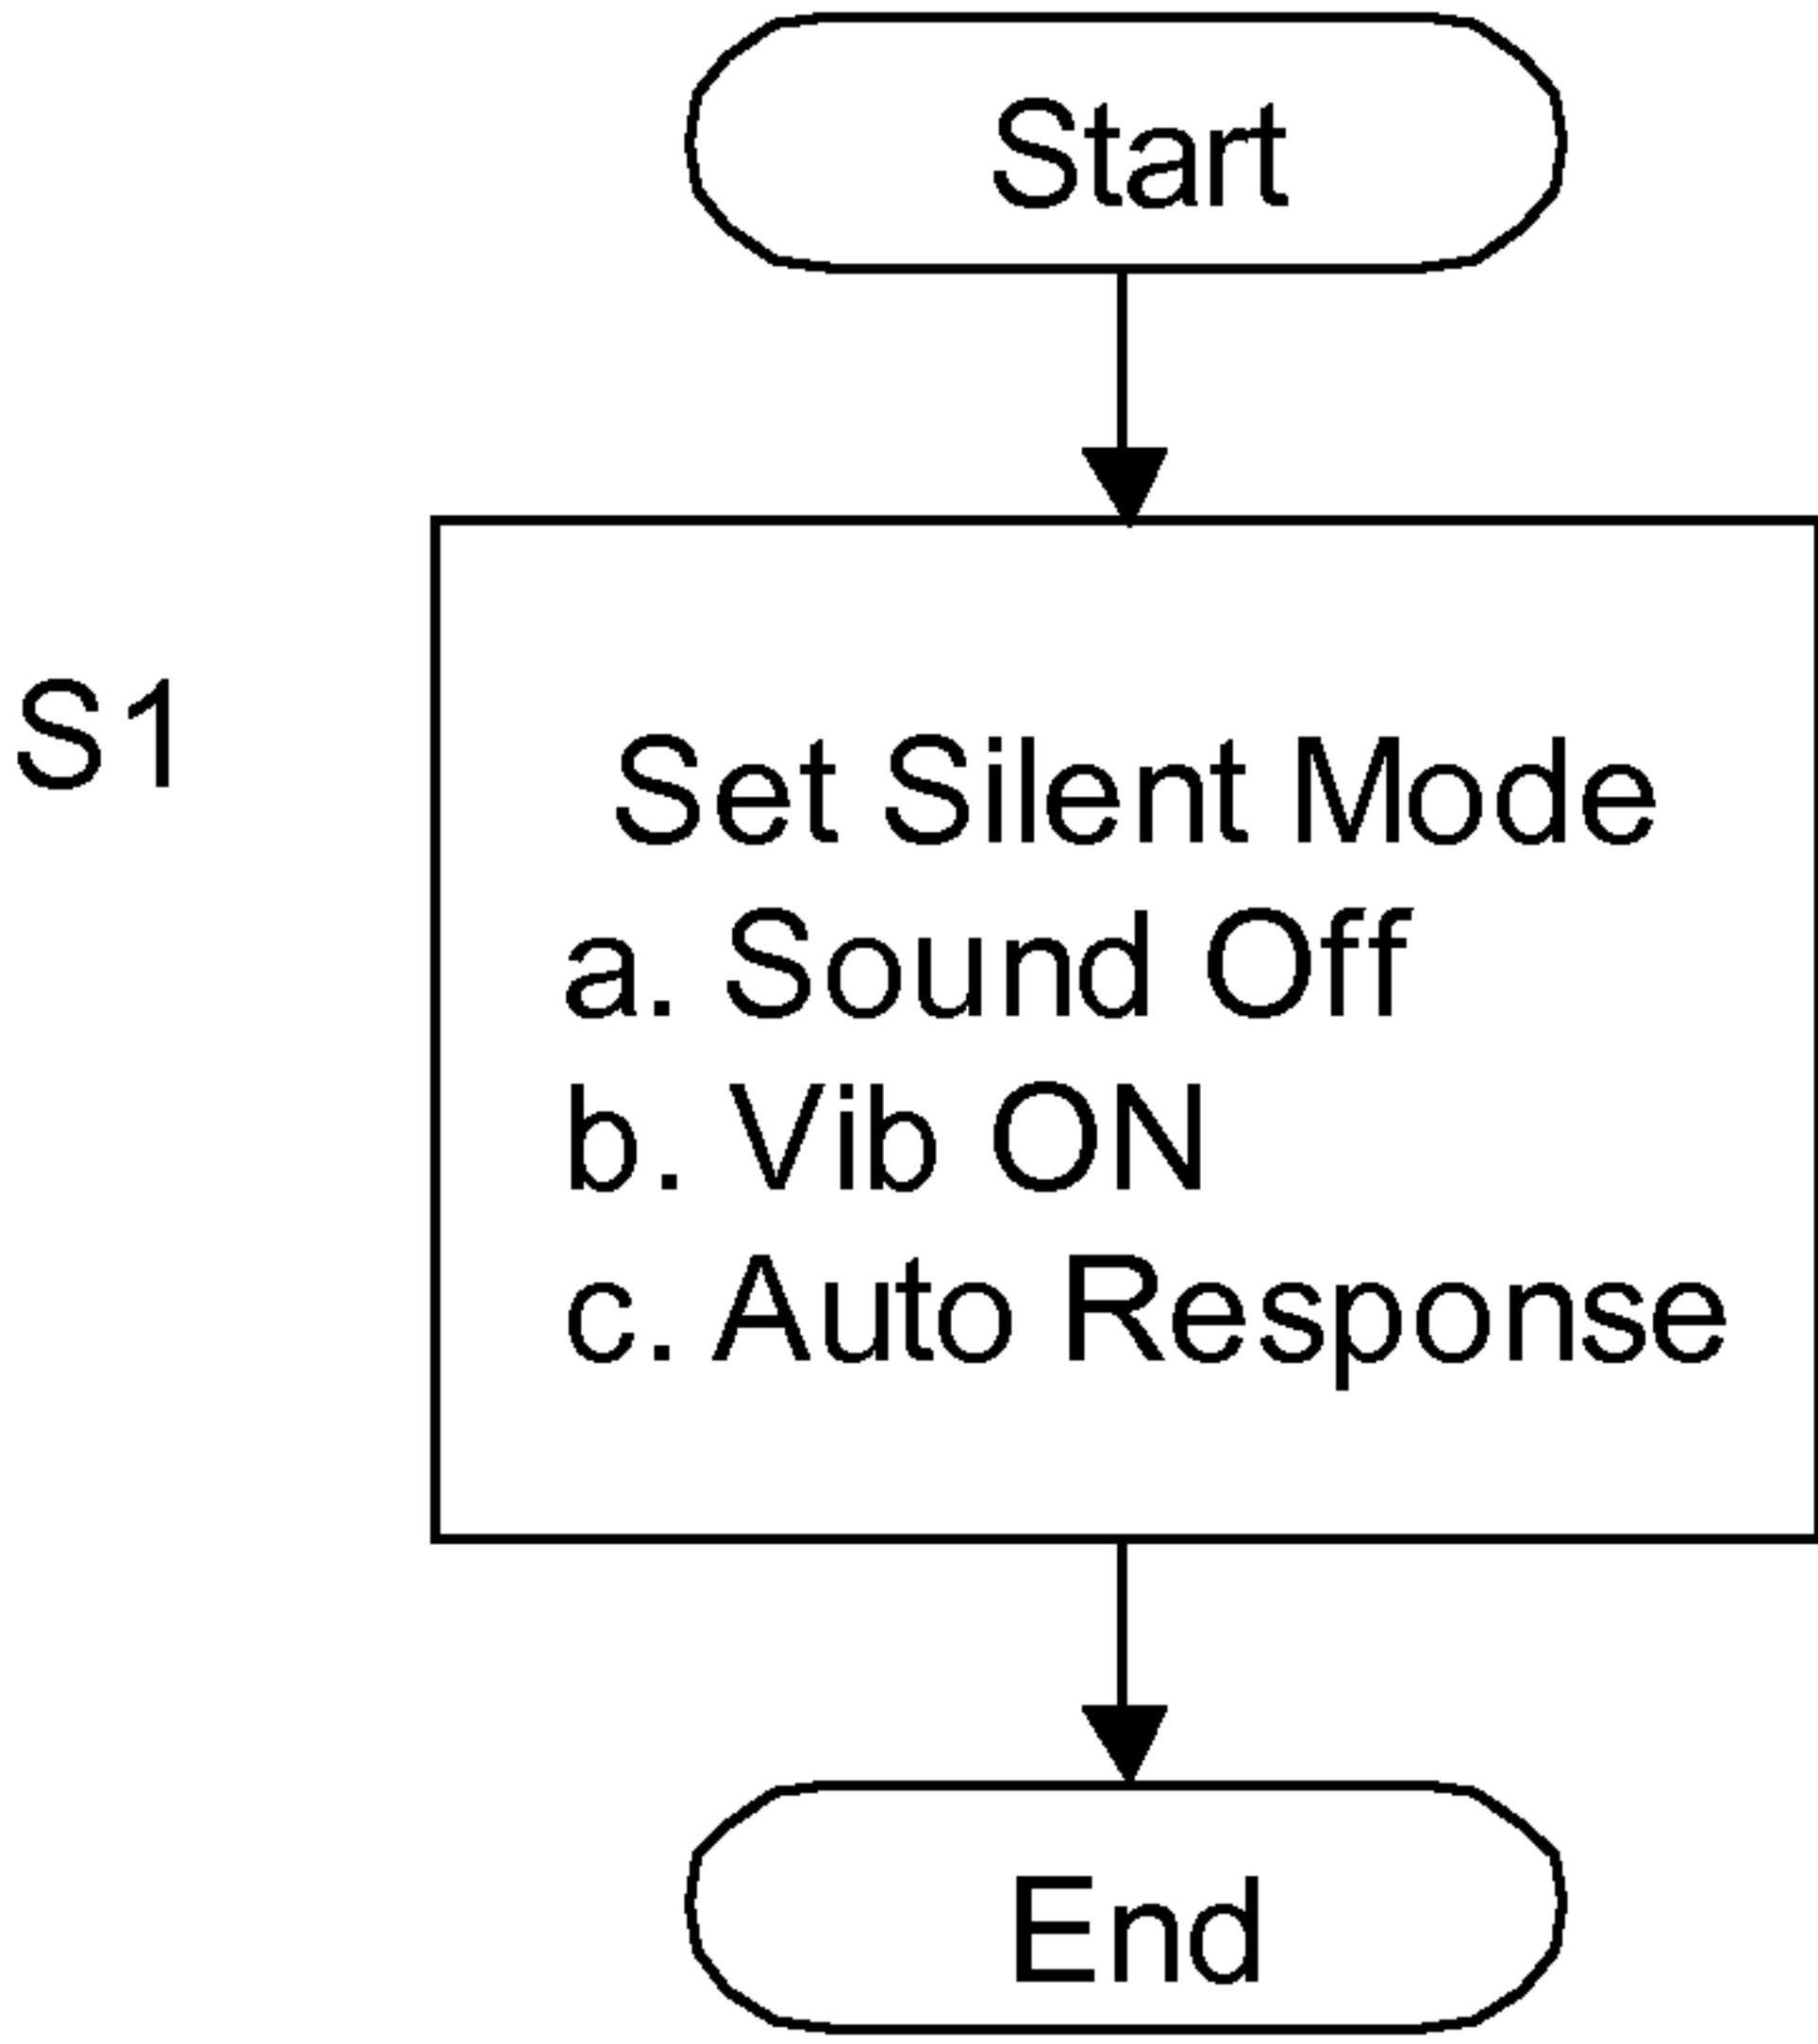 Start
S1
Set Silent Mode
a. Sound Off
b. Vib ON
c. Auto Response
End